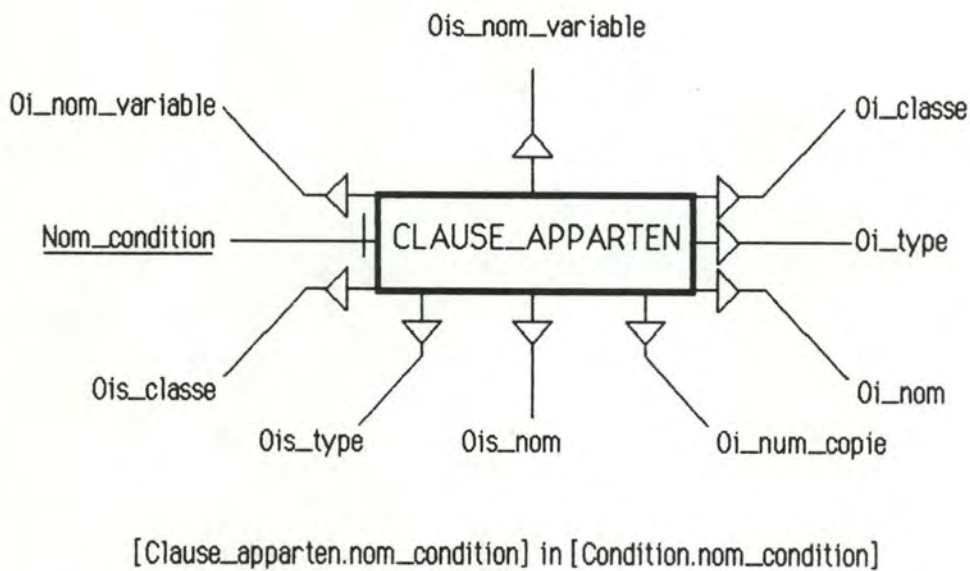 Ois_nom_variable
Oi_nom_variable
Oi_classe
Nom_condition
CLAUSE_APPARTEN
Oi_type
Ois_classe
Oi_nom
Ois_type
Ois_nom
Oi_num_copie
[Clause_apparten.nom_condition] in [Condition.nom_condition]